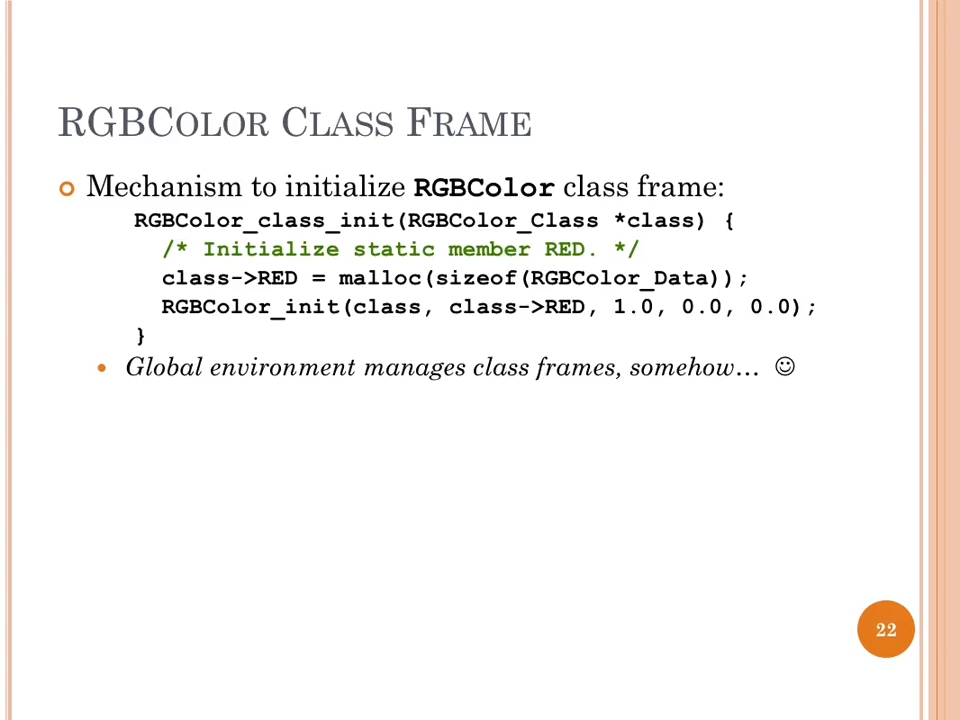 RGBCOLOR CLASS FRAME
Mechanism to initialize RGBColor class frame:
RGBColor_class_init(RGBColor_Class *class) {
/* Initialize static member RED. */
class->RED = malloc(sizeof(RGBColor_Data));
RGBColor_init(class, class->RED, 1.0, 0.0, 0.0);
}
Global environment manages class frames, somehow… ☺
22